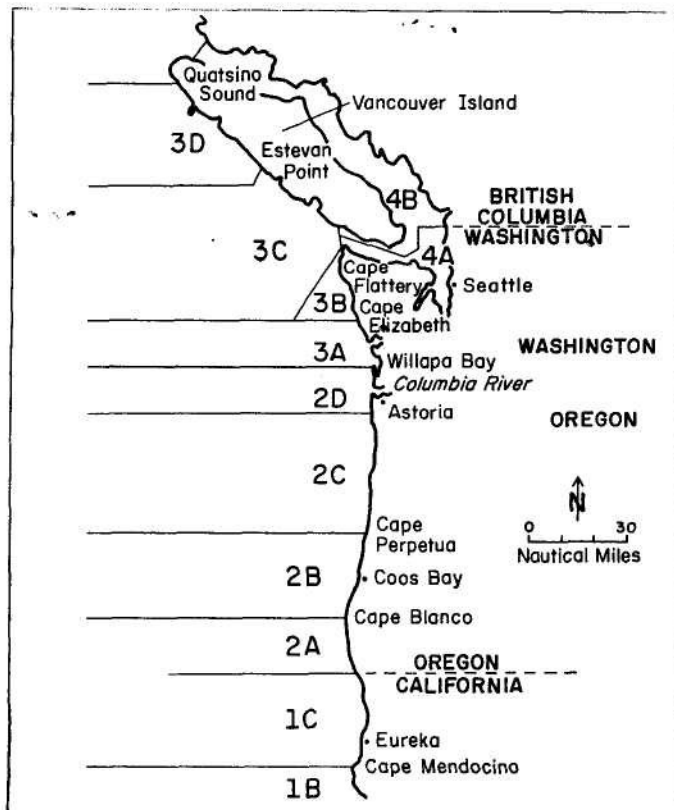 Quatsino
Sound
Vancouver Island
3D
Estevan
Point
4B
BRITISH
COLUMBIA
WASHINGTON
3C
4A
Cape
Flattery
Seattle
3B
Cape
Elizabeth
WASHINGTON
3A
Willapa Bay
Columbia River
2D
Astoria
OREGON
2C
N
0 30
Nautical Miles
Cape
Perpetua
2B
Coos Bay
Cape Blanco
2A
OREGON
CALIFORNIA
1C
Eureka
Cape Mendocino
1B